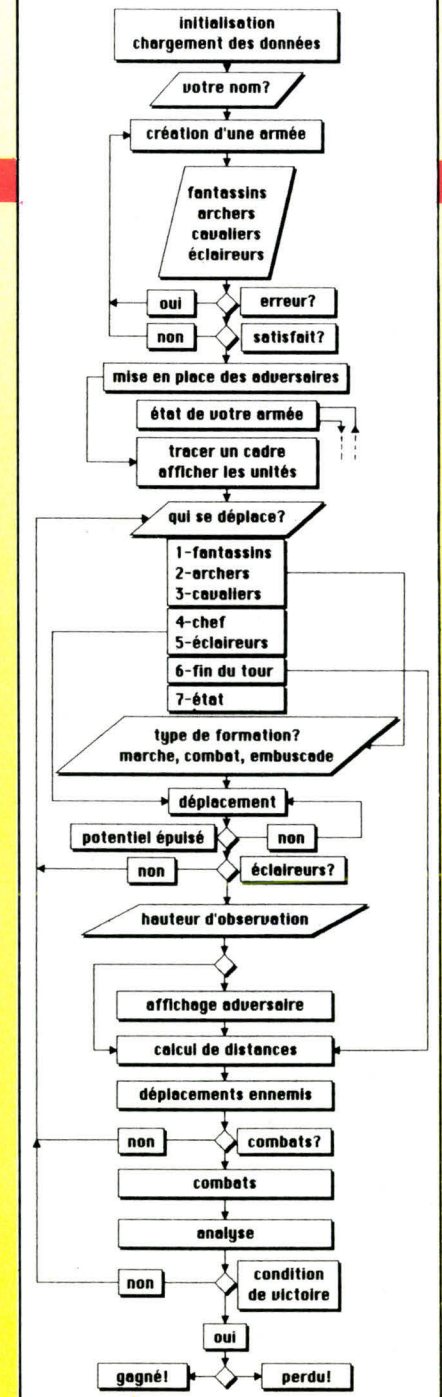 initialisation
chargement des données
votre nom?
création d'une armée
fantassins
archers
cavaliers
éclaireurs
oui
erreur?
non
satisfait?
mise en place des adversaires
état de votre armée
tracer un cadre
afficher les unités
qui se déplace?
1-fantassins
2-archers
3-cavaliers
4-chef
5-éclaireurs
6-fin du tour
7-état
type de formation?
marche, combat, embuscade
déplacement
potentiel épuisé
non
non
éclaireurs?
hauteur d'observation
affichage adversaire
calcul de distances
déplacements ennemis
non
combats?
combats
analyse
non
condition
de victoire
oui
gagné!
perdu!